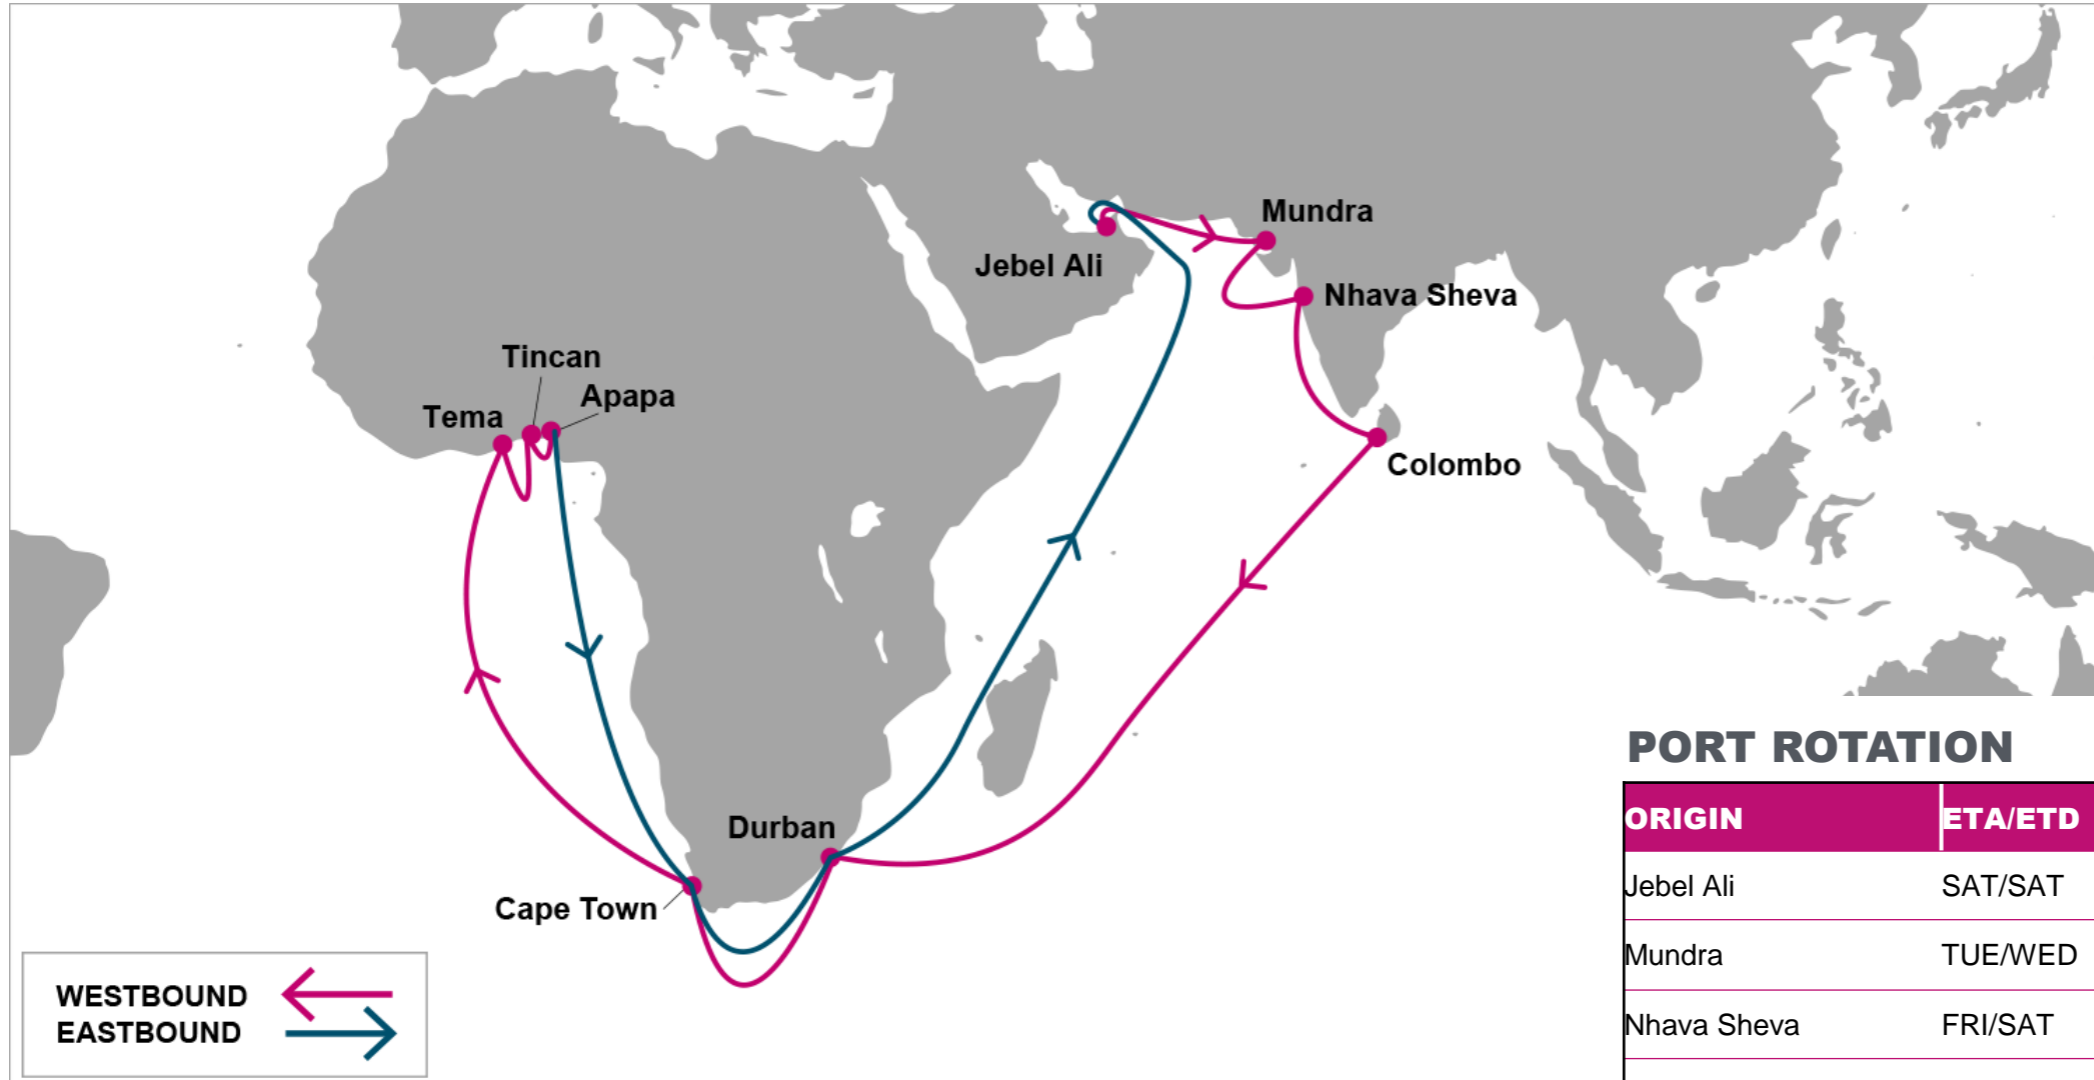 Mundra
Jebel Ali
Nhava Sheva
Tincan
Apapa
Tema
Colombo
Durban
Cape Town
WESTBOUND
EASTBOUND
PORT ROTATION
ORIGIN ETA/ETD
Jebel Ali SAT/SAT
Mundra TUE/WED
Nhava Sheva FRI/SAT